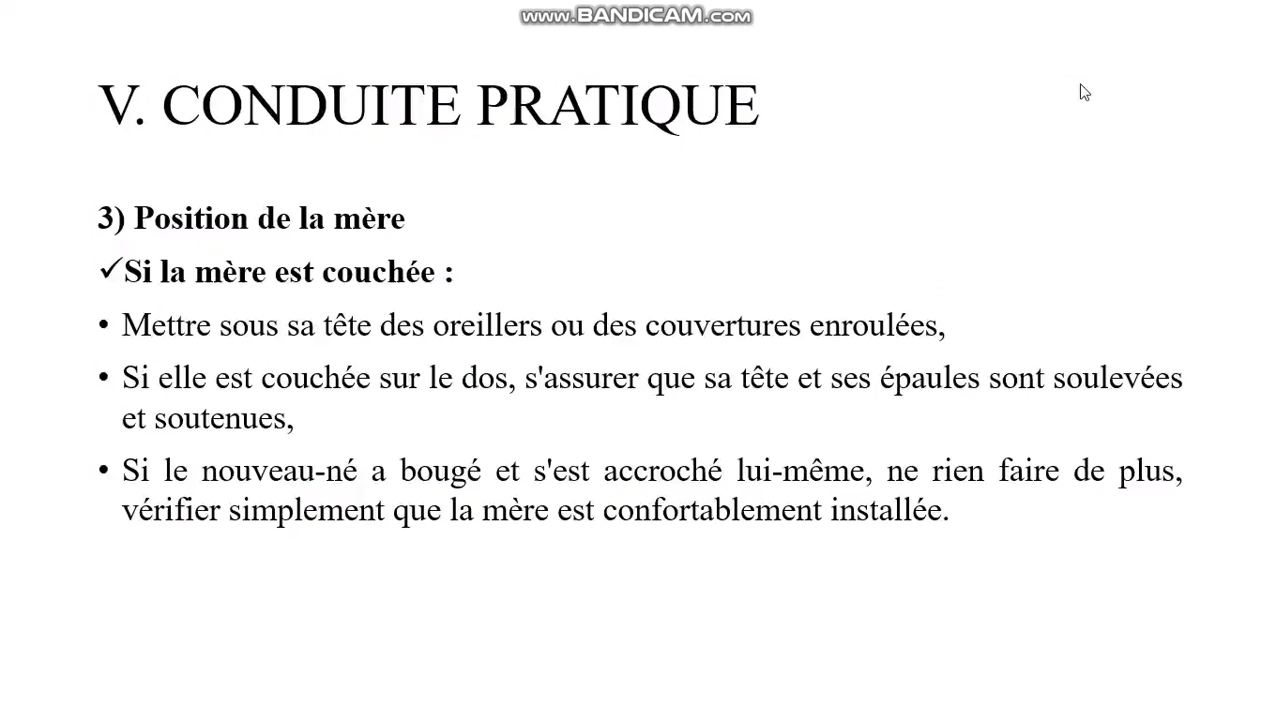 www.BANDICAM.com
V. CONDUITE PRATIQUE
3) Position de la mère
✓Si la mère est couchée :
• Mettre sous sa tête des oreillers ou des couvertures enroulées,
• Si elle est couchée sur le dos, s'assurer que sa tête et ses épaules sont soulevées
et soutenues,
• Si le nouveau-né a bougé et s'est accroché lui-même, ne rien faire de plus,
vérifier simplement que la mère est confortablement installée.